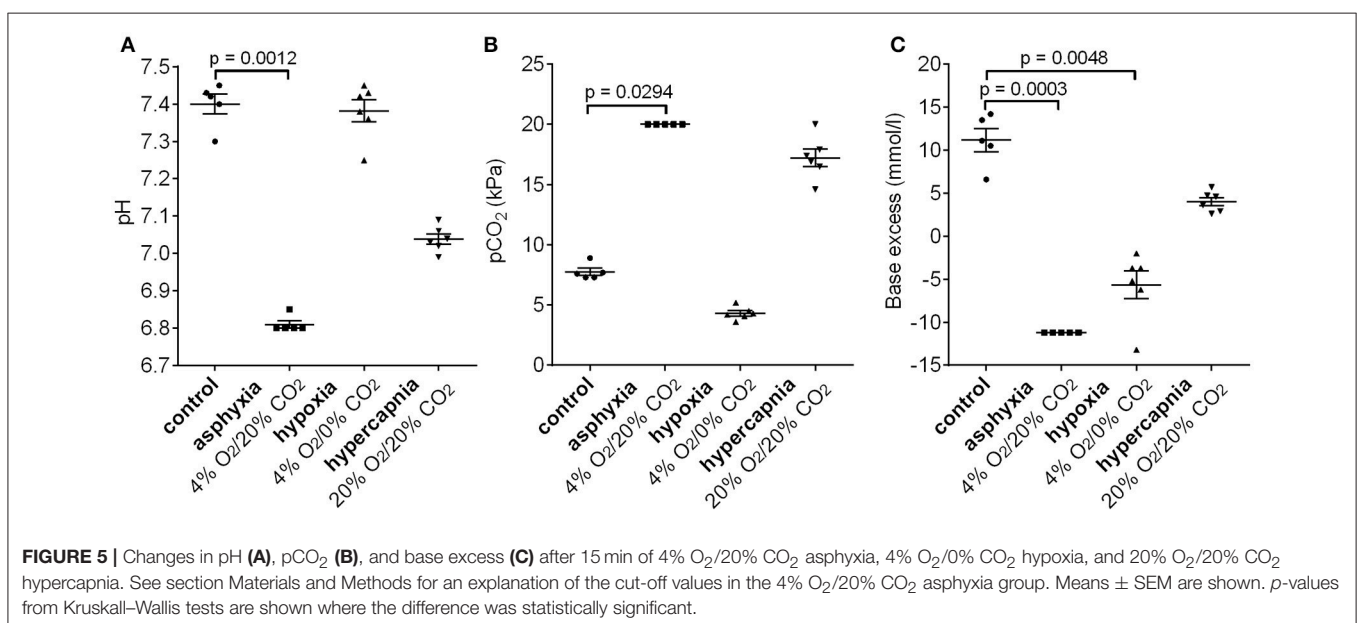 A
p = 0.0012
7.5
7.4
7.3
7.2
7.1
7.0
6.9
6.8
6.7
pH
control
asphyxia
4% O2/20% CO2
hypoxia
4% O2/0% CO2
hypercapnia
20% O2/20% CO2
B
p = 0.0294
25
20
15
10
5
0
pCO2 (kPa)
control
asphyxia
4% O2/20% CO2
hypoxia
4% O2/0% CO2
hypercapnia
20% O2/20% CO2
C
p = 0.0048
p = 0.0003
20
15
10
5
0
-5
-10
-15
Base excess (mmol/l)
control
asphyxia
4% O2/20% CO2
hypoxia
4% O2/0% CO2
hypercapnia
20% O2/20% CO2
FIGURE 5 | Changes in pH (A), pCO2 (B), and base excess (C) after 15 min of 4% O2/20% CO2 asphyxia, 4% O2/0% CO2 hypoxia, and 20% O2/20% CO2
hypercapnia. See section Materials and Methods for an explanation of the cut-off values in the 4% O2/20% CO2 asphyxia group. Means ± SEM are shown. p-values
from Kruskall–Wallis tests are shown where the difference was statistically significant.